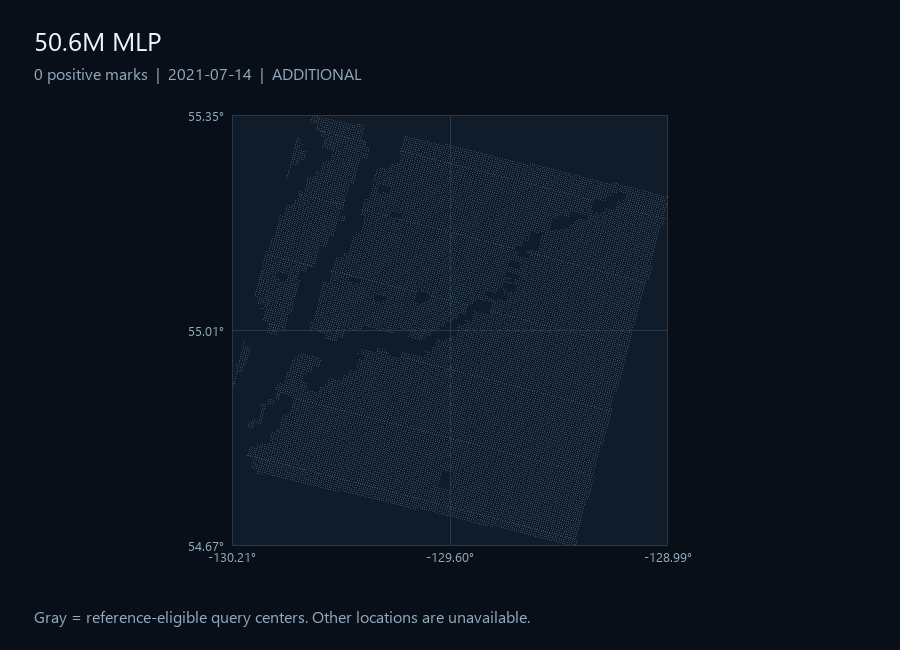 50.6M MLP
0 positive marks | 2021-07-14 | ADDITIONAL
55.35°
55.01°
54.67°
-130.21° -129.60° -128.99°
Gray = reference-eligible query centers. Other locations are unavailable.